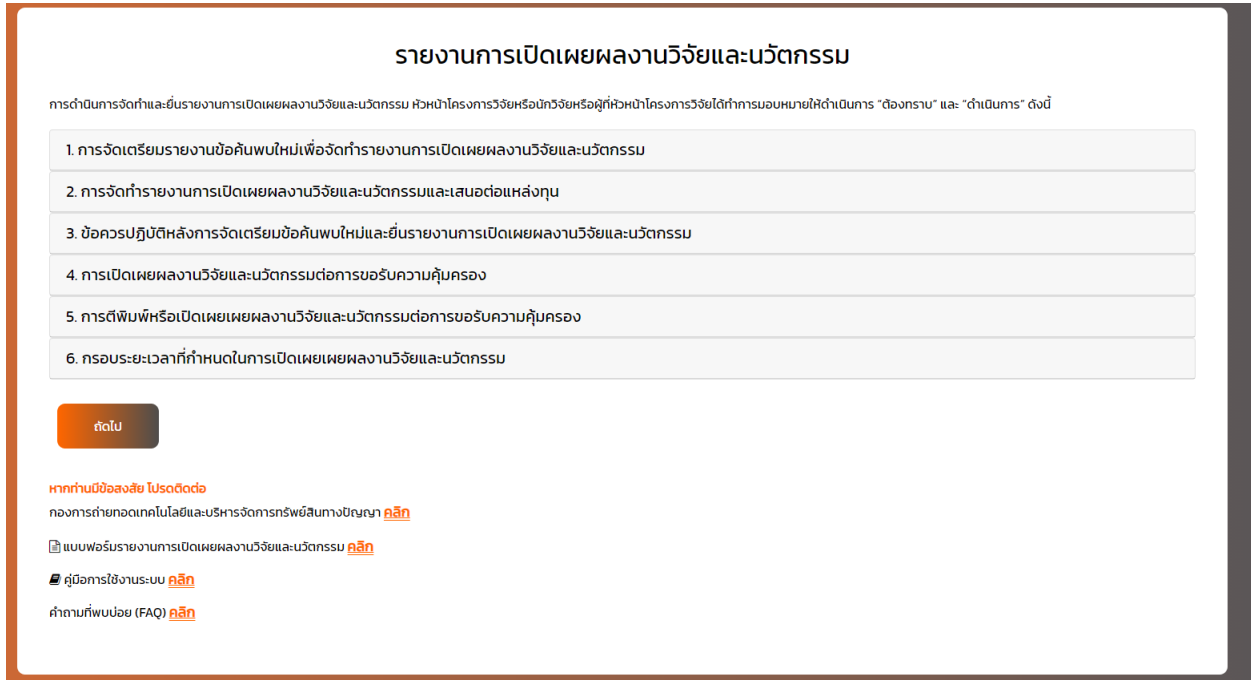 รายงานการเปิดเผยผลงานวิจัยและนวัตกรรม
การดำเนินการจัดทำและยื่นรายงานการเปิดเผยผลงานวิจัยและนวัตกรรม หัวหน้าโครงการวิจัยหรือนักวิจัยหรือผู้ที่หัวหน้าโครงการวิจัยได้ทำการมอบหมายให้ดำเนินการ “ต้องทราบ” และ “ดำเนินการ” ดังนี้
1. การจัดเตรียมรายงานข้อค้นพบใหม่เพื่อจัดทำรายงานการเปิดเผยผลงานวิจัยและนวัตกรรม
2. การจัดทำรายงานการเปิดเผยผลงานวิจัยและนวัตกรรมและเสนอต่อแหล่งทุน
3. ข้อควรปฏิบัติหลังการจัดเตรียมข้อค้นพบใหม่และยื่นรายงานการเปิดเผยผลงานวิจัยและนวัตกรรม
4. การเปิดเผยผลงานวิจัยและนวัตกรรมต่อการขอรับความคุ้มครอง
5. การตีพิมพ์หรือเปิดเผยเผยผลงานวิจัยและนวัตกรรมต่อการขอรับความคุ้มครอง
6. กรอบระยะเวลาที่กำหนดในการเปิดเผยเผยผลงานวิจัยและนวัตกรรม
ถัดไป
หากท่านมีข้อสงสัย โปรดติดต่อ
กองการถ่ายทอดเทคโนโลยีและบริหารจัดการทรัพย์สินทางปัญญา คลิก
แบบฟอร์มรายงานการเปิดเผยผลงานวิจัยและนวัตกรรม คลิก
คู่มือการใช้งานระบบ คลิก
คำถามที่พบบ่อย (FAQ) คลิก